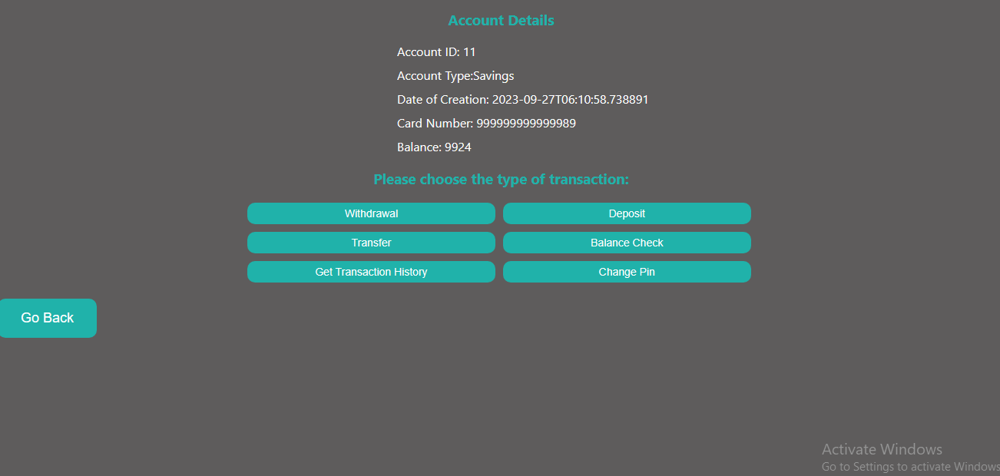 Account Details
Account ID: 11
Account Type:Savings
Date of Creation: 2023-09-27T06:10:58.738891
Card Number: 999999999999989
Balance: 9924
Please choose the type of transaction:
Withdrawal Deposit
Transfer Balance Check
Get Transaction History Change Pin
Go Back
Activate Windows
Go to Settings to activate Windows